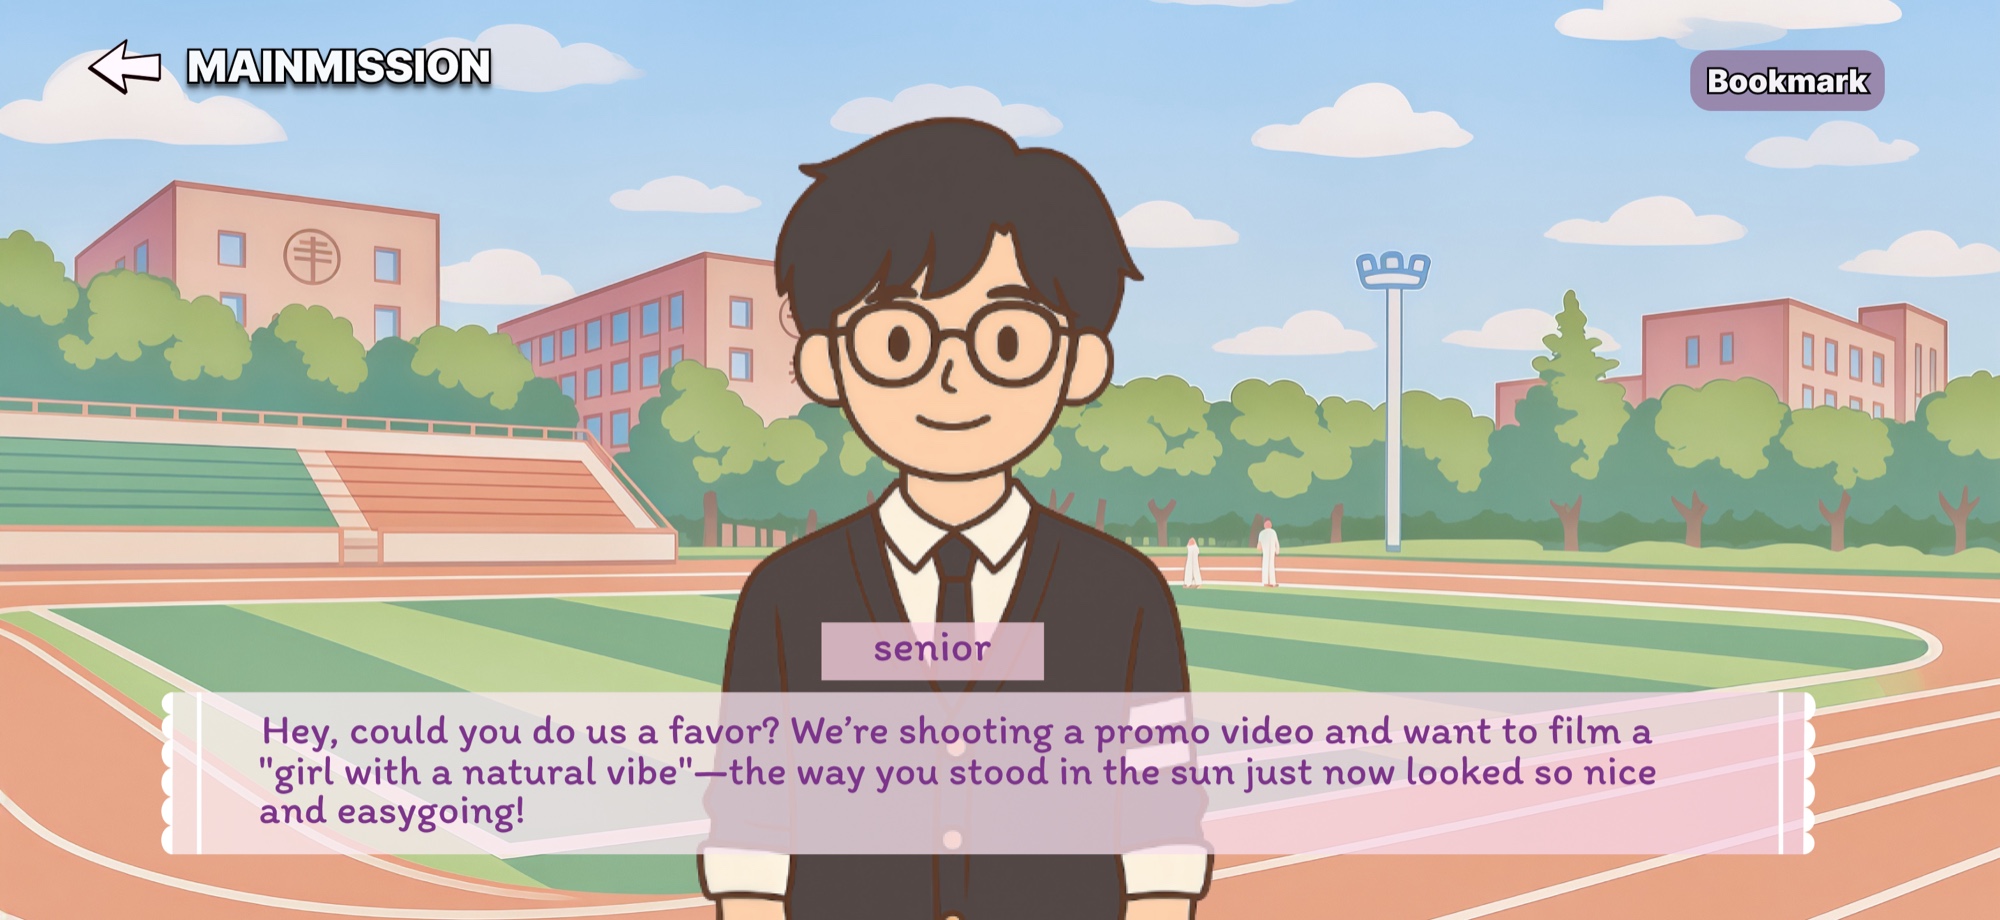 MAINMISSION
Bookmark
senior
Hey, could you do us a favor? We’re shooting a promo video and want to film a
"girl with a natural vibe"—the way you stood in the sun just now looked so nice
and easygoing!